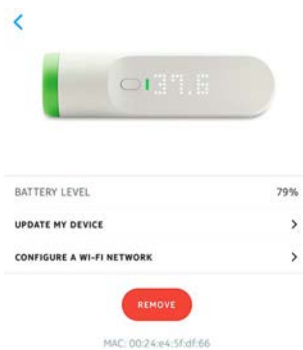 37.6
BATTERY LEVEL 79%
UPDATE MY DEVICE
CONFIGURE A WI-FI NETWORK
REMOVE
MAC: 00:24:e4:5f:df:66